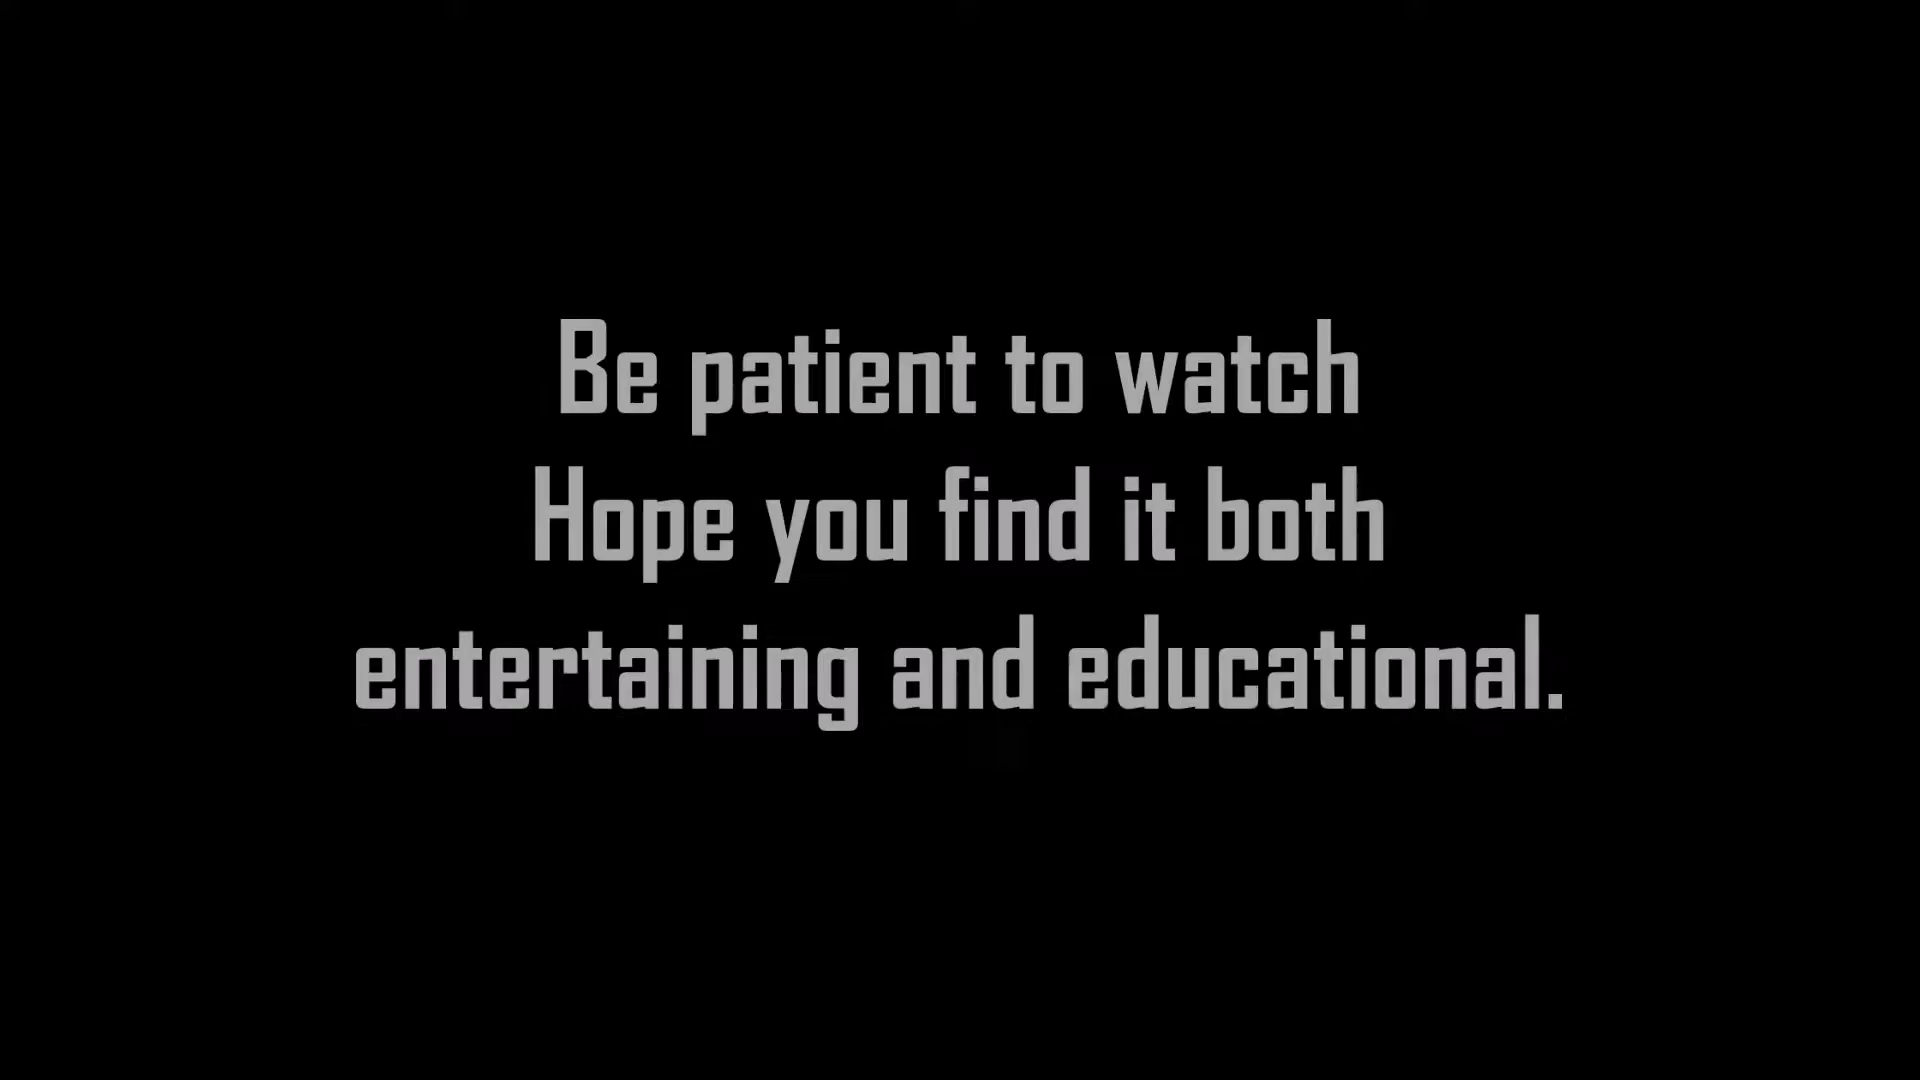 Be patient to watch
Hope you find it both
entertaining and educational.